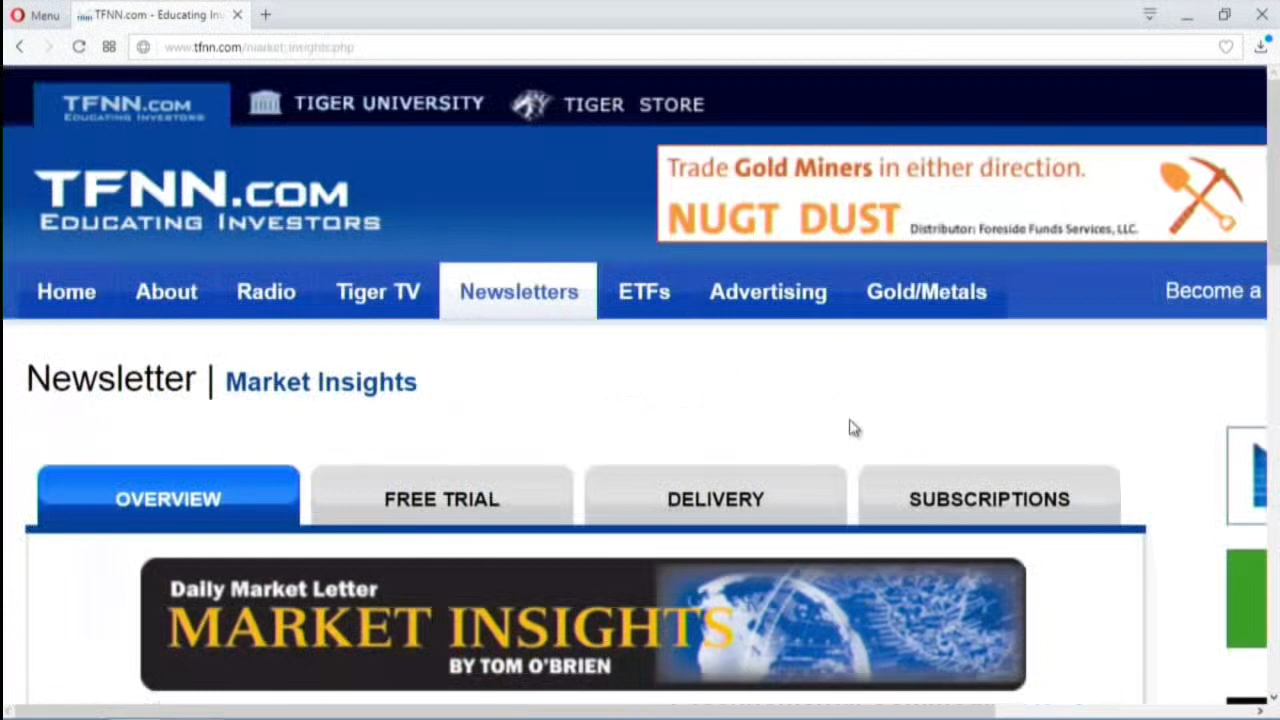 Menu
TFNN.com - Educating In
www.tfnn.com/market_insights.php
TFNN.COM
EDUCATING INVESTORS
TIGER UNIVERSITY
TIGER STORE
TFNN.COM
EDUCATING INVESTORS
Trade Gold Miners in either direction.
NUGT DUST Distributor: Foreside Funds Services, LLC.
Home About Radio Tiger TV Newsletters ETFs Advertising Gold/Metals Become a
Newsletter | Market Insights
OVERVIEW FREE TRIAL DELIVERY SUBSCRIPTIONS
Daily Market Letter
MARKET INSIGHTS
BY TOM O'BRIEN